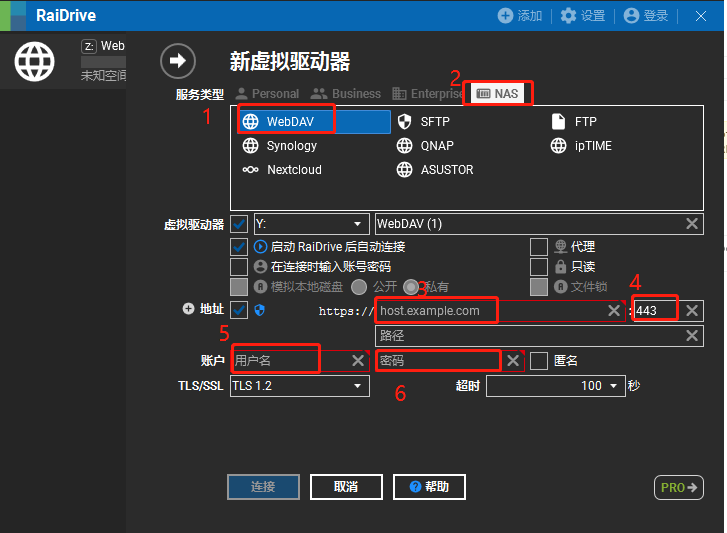 RaiDrive
添加
设置
登录
Z: Web
未知空间
新虚拟驱动器
服务类型 Personal Business Enterprise NAS
1
2
WebDAV SFTP FTP
Synology QNAP ipTIME
Nextcloud ASUSTOR
虚拟驱动器 Y: WebDAV (1)
启动 RaiDrive 后自动连接 代理
在连接时输入账号密码 只读
模拟本地磁盘 公开 私有 文件锁
3
4
地址 https:// host.example.com : 443
路径
5
账户 用户名 密码 匿名
TLS/SSL TLS 1.2 超时 100 秒
6
连接 取消 帮助 PRO